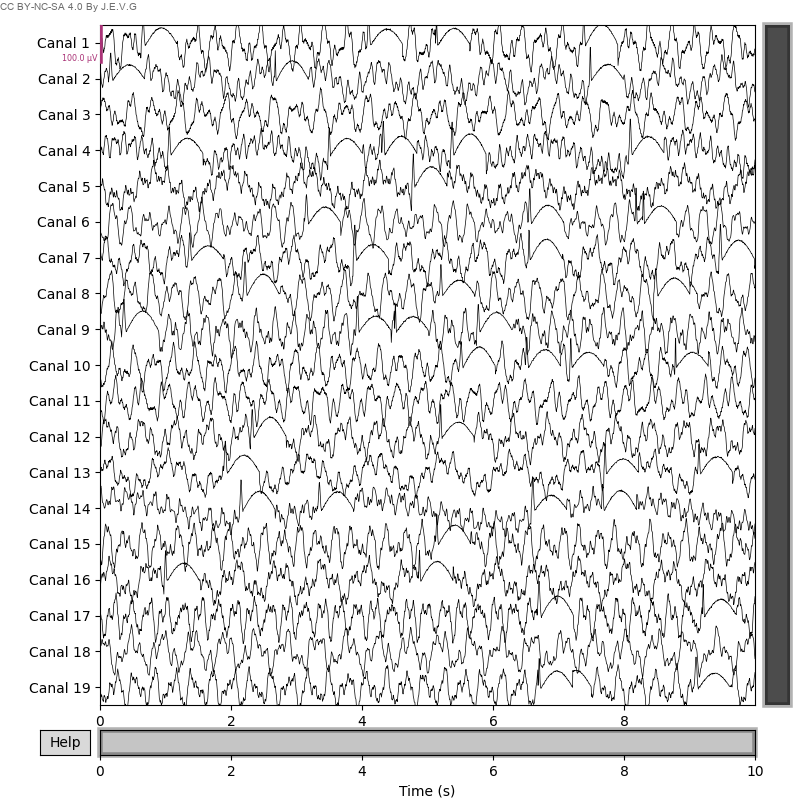 CC BY-NC-SA 4.0 By J.E.V.G
Canal 1
100.0 µV
Canal 2
Canal 3
Canal 4
Canal 5
Canal 6
Canal 7
Canal 8
Canal 9
Canal 10
Canal 11
Canal 12
Canal 13
Canal 14
Canal 15
Canal 16
Canal 17
Canal 18
Canal 19
0 2 4 6 8
Help
0 2 4 6 8 10
Time (s)